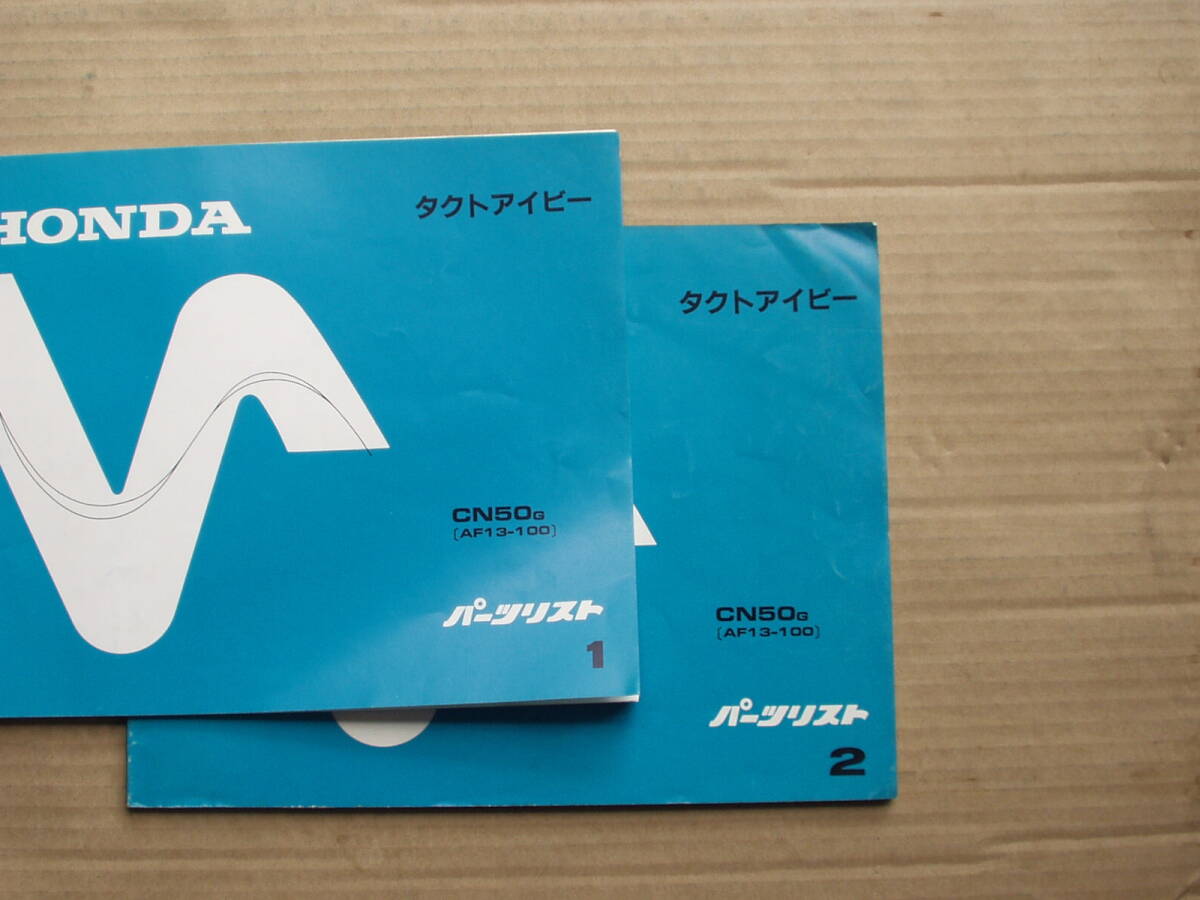 HONDA
タクトアイビー
CN50G
(AF13-100)
パーツリスト
1
タクトアイビー
CN50G
(AF13-100)
パーツリスト
2